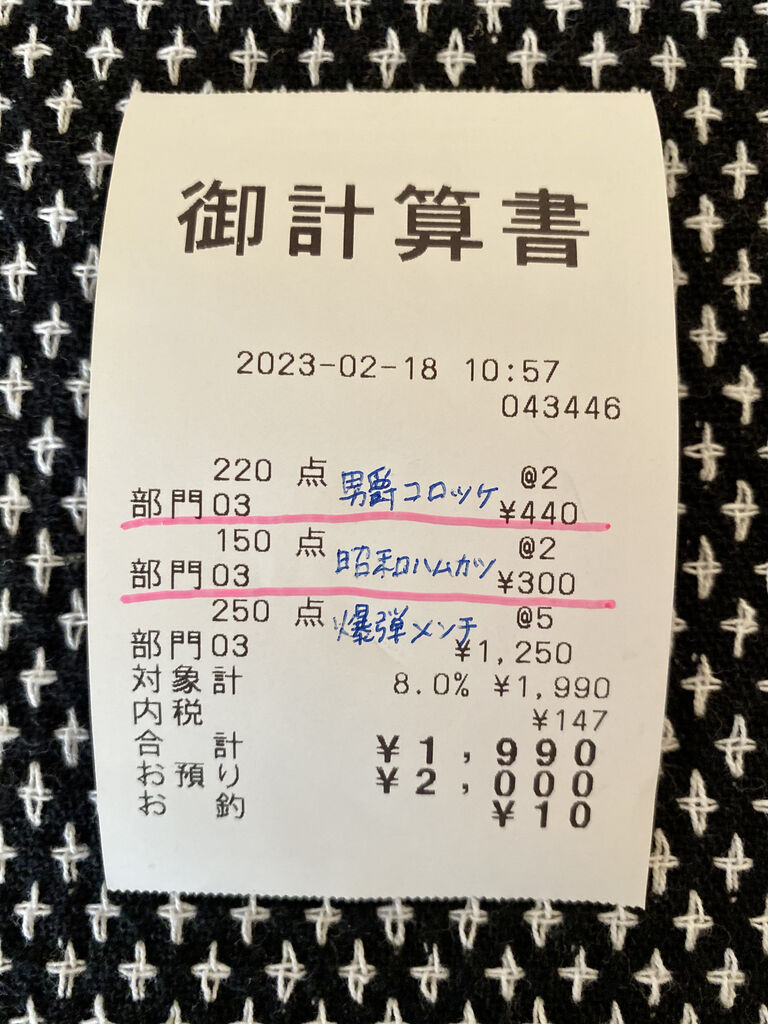 御計算書
2023-02-18 10:57
043446
220 点 男爵コロッケ @2
部門03 ¥440
150 点 昭和ハムカツ @2
部門03 ¥300
250 点 爆弾メンチ @5
部門03 ¥1,250
対象計 8.0% ¥1,990
内税 ¥147
合 計 ¥1,990
お預り ¥2,000
お 釣 ¥10